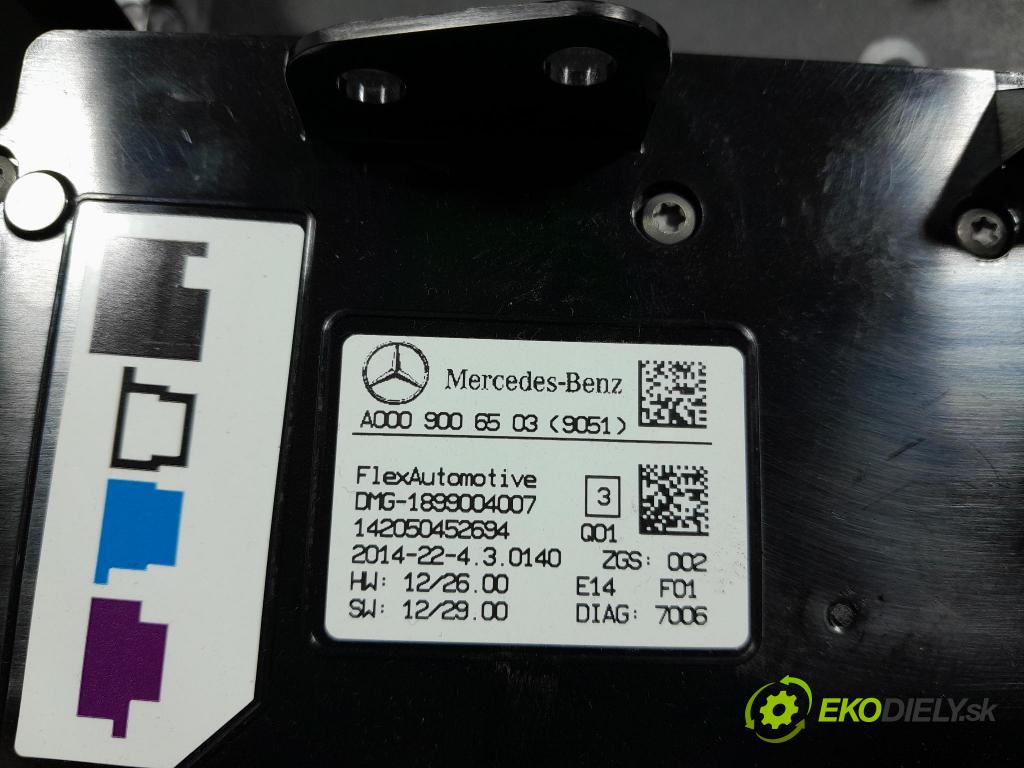 Mercedes-Benz
A000 900 65 03 (9051)
FlexAutomotive
DMG-1899004007
3
142050452694
Q01
2014-22-4.3.0140
ZGS: 002
HW: 12/26.00
E14 F01
SW: 12/29.00
DIAG: 7006
EKODIELY.sk